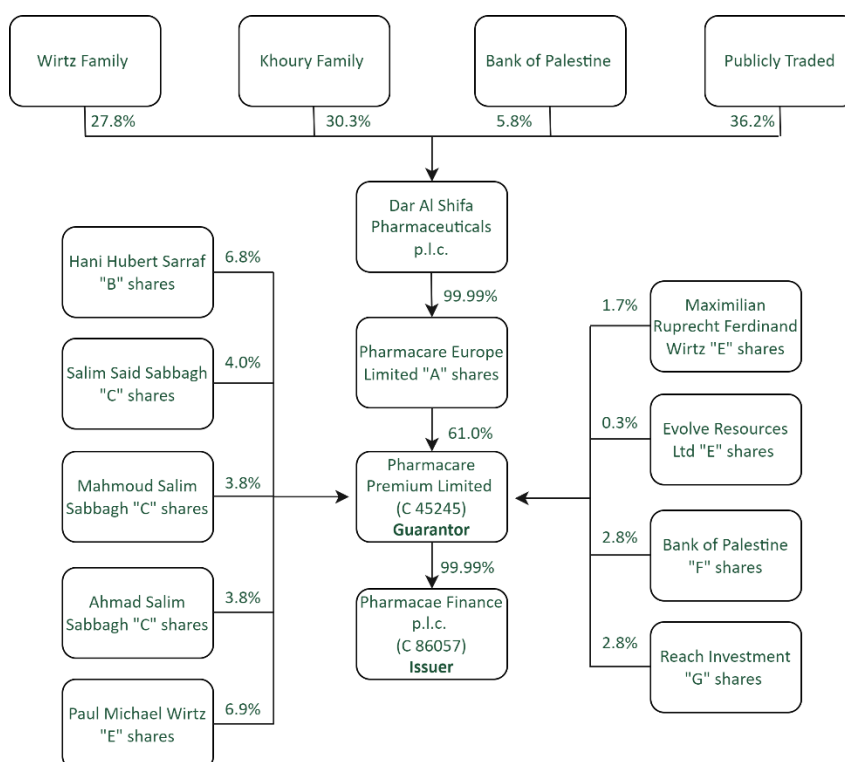 Wirtz Family
Khoury Family
Bank of Palestine
Publicly Traded
27.8%
30.3%
5.8%
36.2%
Dar Al Shifa
Pharmaceuticals
p.l.c.
99.99%
Pharmacare Europe
Limited "A" shares
61.0%
Pharmacare
Premium Limited
(C 45245)
Guarantor
99.99%
Pharmacae Finance
p.l.c.
(C 86057)
Issuer
Hani Hubert Sarraf
"B" shares
6.8%
Salim Said Sabbagh
"C" shares
4.0%
Mahmoud Salim
Sabbagh "C" shares
3.8%
Ahmad Salim
Sabbagh "C" shares
3.8%
Paul Michael Wirtz
"E" shares
6.9%
1.7%
Maximilian
Ruprecht Ferdinand
Wirtz "E" shares
0.3%
Evolve Resources
Ltd "E" shares
2.8%
Bank of Palestine
"F" shares
2.8%
Reach Investment
"G" shares